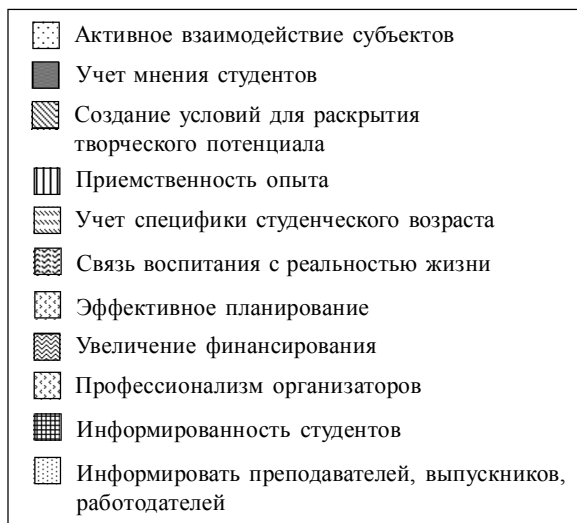 Активное взаимодействие субъектов
Учет мнения студентов
Создание условий для раскрытия
творческого потенциала
Приемственность опыта
Учет специфики студенческого возраста
Связь воспитания с реальностью жизни
Эффективное планирование
Увеличение финансирования
Профессионализм организаторов
Информированность студентов
Информировать преподавателей, выпускников,
работодателей